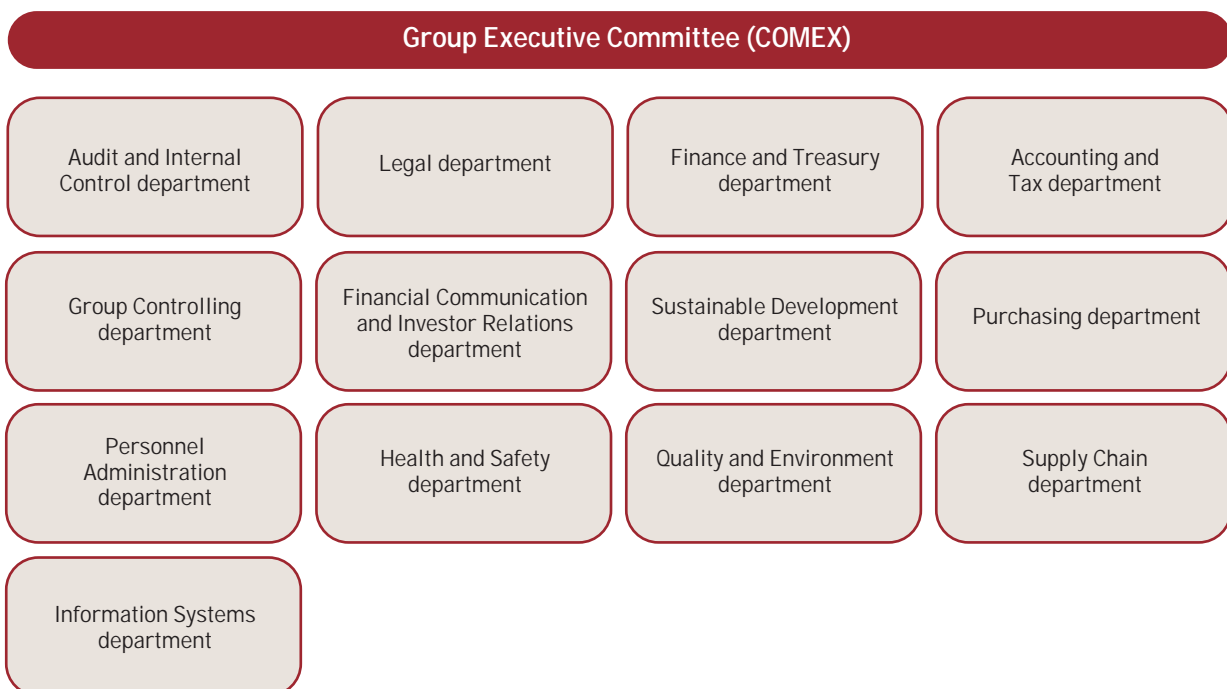 Group Executive Committee (COMEX)
Audit and Internal
Control department
Legal department
Finance and Treasury
department
Accounting and
Tax department
Group Controlling
department
Financial Communication
and Investor Relations
department
Sustainable Development
department
Purchasing department
Personnel
Administration
department
Health and Safety
department
Quality and Environment
department
Supply Chain
department
Information Systems
department